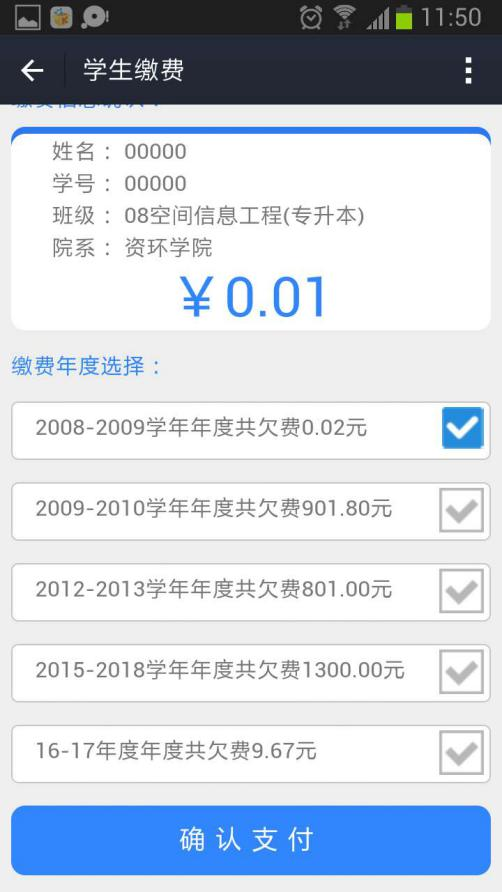 11:50
学生缴费
姓名：00000
学号：00000
班级：08空间信息工程(专升本)
院系：资环学院
￥0.01
缴费年度选择：
2008-2009学年年度共欠费0.02元
2009-2010学年年度共欠费901.80元
2012-2013学年年度共欠费801.00元
2015-2018学年年度共欠费1300.00元
16-17年度年度共欠费9.67元
确认支付